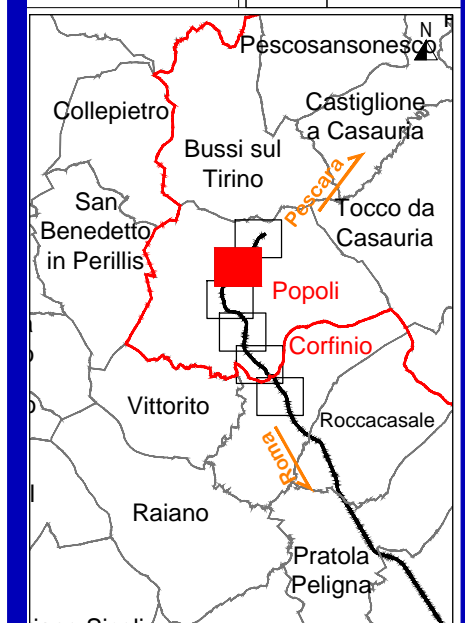 N
Pescosansonesco
Castiglione
a Casauria
Collepietro
Bussi sul
Tirino
Pescara
San
Benedetto
in Perillis
Tocco da
Casauria
Popoli
Corfinio
Vittorito
Roccacasale
Roma
Raiano
Pratola
Peligna